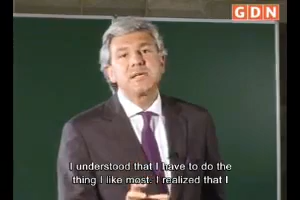 GDN
I understood that I have to do the
thing I like most. I realized that I